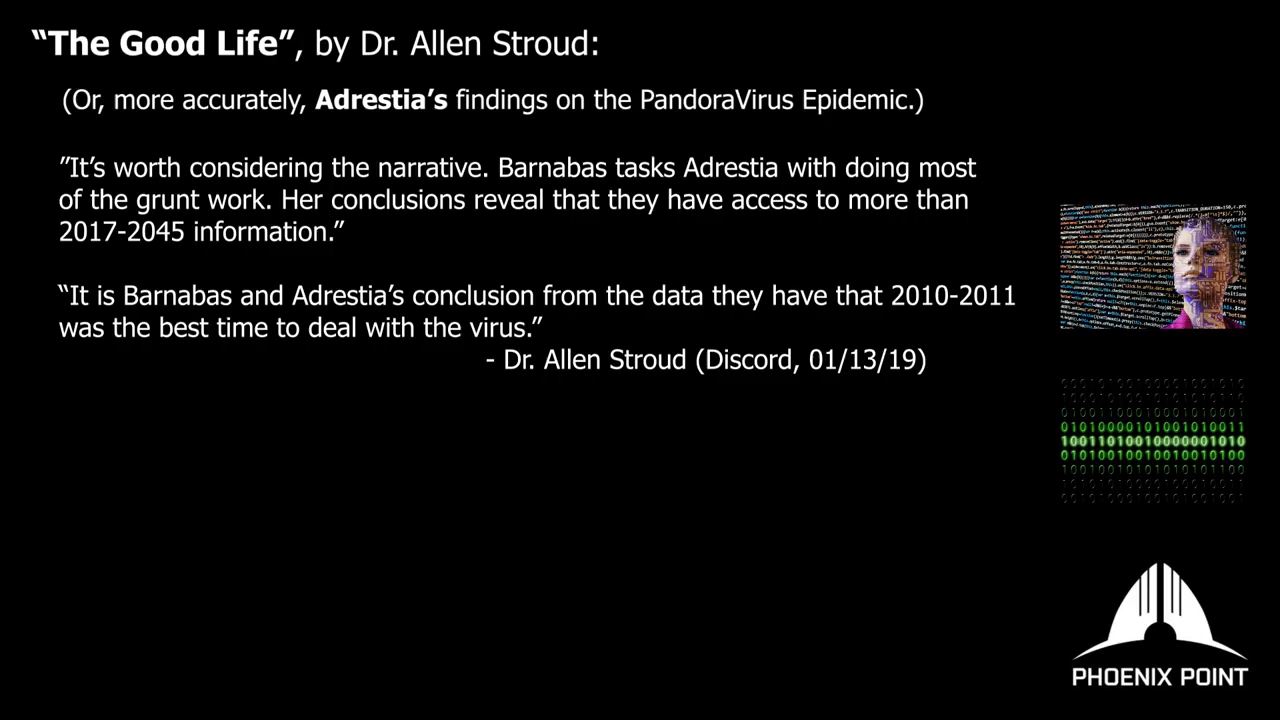 “The Good Life”, by Dr. Allen Stroud:
(Or, more accurately, Adrestia’s findings on the PandoraVirus Epidemic.)
”It’s worth considering the narrative. Barnabas tasks Adrestia with doing most
of the grunt work. Her conclusions reveal that they have access to more than
2017-2045 information.”
“It is Barnabas and Adrestia’s conclusion from the data they have that 2010-2011
was the best time to deal with the virus.”
- Dr. Allen Stroud (Discord, 01/13/19)
01010000101001010011
10011010010000001010
01010010010010010100
PHOENIX POINT